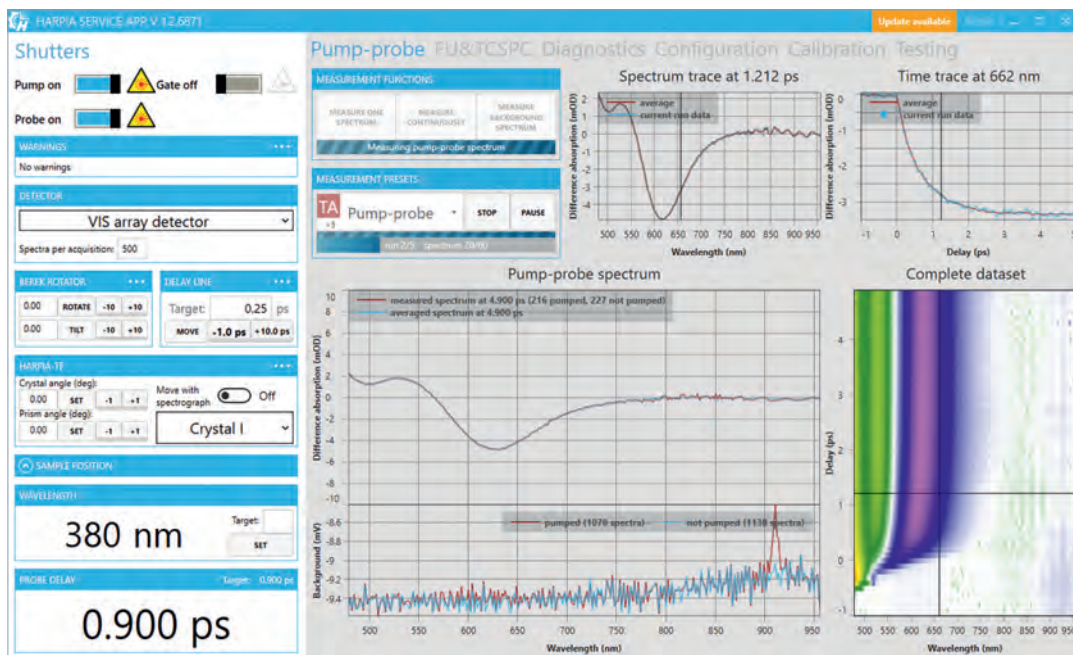 HARPIA SERVICE APP. V 1.2.6871
Update available
Shutters
Pump on
Gate off
Probe on
WARNINGS
No warnings
DETECTOR
VIS array detector
Spectra per acquisition: 500
BEREK ROTATOR
0.00 ROTATE -10 +10
0.00 TILT -10 +10
DELAY LINE
Target: 0.25 ps
MOVE -1.0 ps +10.0 ps
HARPIA-TF
Crystal angle (deg):
0.00 SET -1 +1
Prism angle (deg):
0.00 SET -1 +1
Move with
spectrograph
Off
Crystal I
SAMPLE POSITION
WAVELENGTH
380 nm
Target:
SET
PROBE DELAY Target: 0.900 ps
0.900 ps
Pump-probe FU&TCSPC Diagnostics Configuration Calibration Testing
MEASUREMENT FUNCTIONS
MEASURE ONE
SPECTRUM
MEASURE
CONTINUOUSLY
MEASURE
BACKGROUND
SPECTRUM
Measuring pump-probe spectrum
MEASUREMENT PRESETS
TA
Pump-probe
STOP PAUSE
run 2/5 spectrum
Spectrum trace at 1.212 ps
average
current run data
Difference absorption (mOD)
2
1
0
-1
-2
-3
-4
500 550 600 650 700 750 800 850 900 950
Wavelength (nm)
Time trace at 662 nm
average
current run data
Difference absorption (mOD)
0
-1
-2
-3
-1 0 1 2 3 4 5
Delay (ps)
Pump-probe spectrum
measured spectrum at 4.900 ps (216 pumped, 227 not pumped)
averaged spectrum at 4.900 ps
Difference absorption (mOD)
10
8
6
4
2
0
-2
-4
-6
-8
-10
pumped (1070 spectra)
not pumped (1138 spectra)
Background (mV)
-8.6
-8.8
-9
-9.2
-9.4
500 550 600 650 700 750 800 850 900 950
Wavelength (nm)
Complete dataset
Delay (ps)
4
3
2
1
0
-1
500 550 600 650 700 750 800 850 900 950
Wavelength (nm)